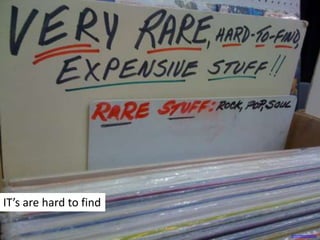 VERY RARE, HARD-TO-FIND,
EXPENSIVE STUFF!!
RARE STUFF: ROCK, POP, SOUL
IT’s are hard to find